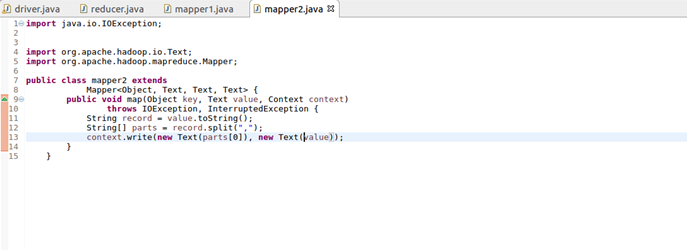 driver.java reducer.java mapper1.java mapper2.java
1 import java.io.IOException;
2
3
4 import org.apache.hadoop.io.Text;
5 import org.apache.hadoop.mapreduce.Mapper;
6
7 public class mapper2 extends
8 Mapper<Object, Text, Text, Text> {
9 public void map(Object key, Text value, Context context)
10 throws IOException, InterruptedException {
11 String record = value.toString();
12 String[] parts = record.split(",");
13 context.write(new Text(parts[0]), new Text(value));
14 }
15 }